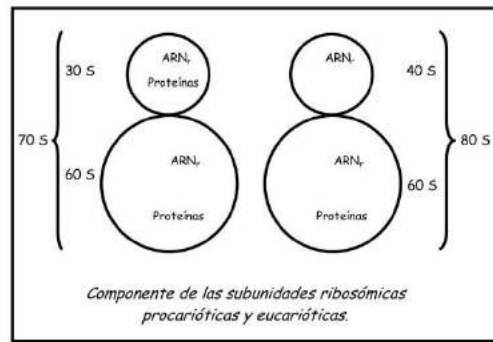 30 S
ARNr
Proteínas
70 S
60 S
ARNr
Proteínas
ARNr
40 S
80 S
ARNr
60 S
Proteínas
Componente de las subunidades ribosómicas
procarióticas y eucarióticas.